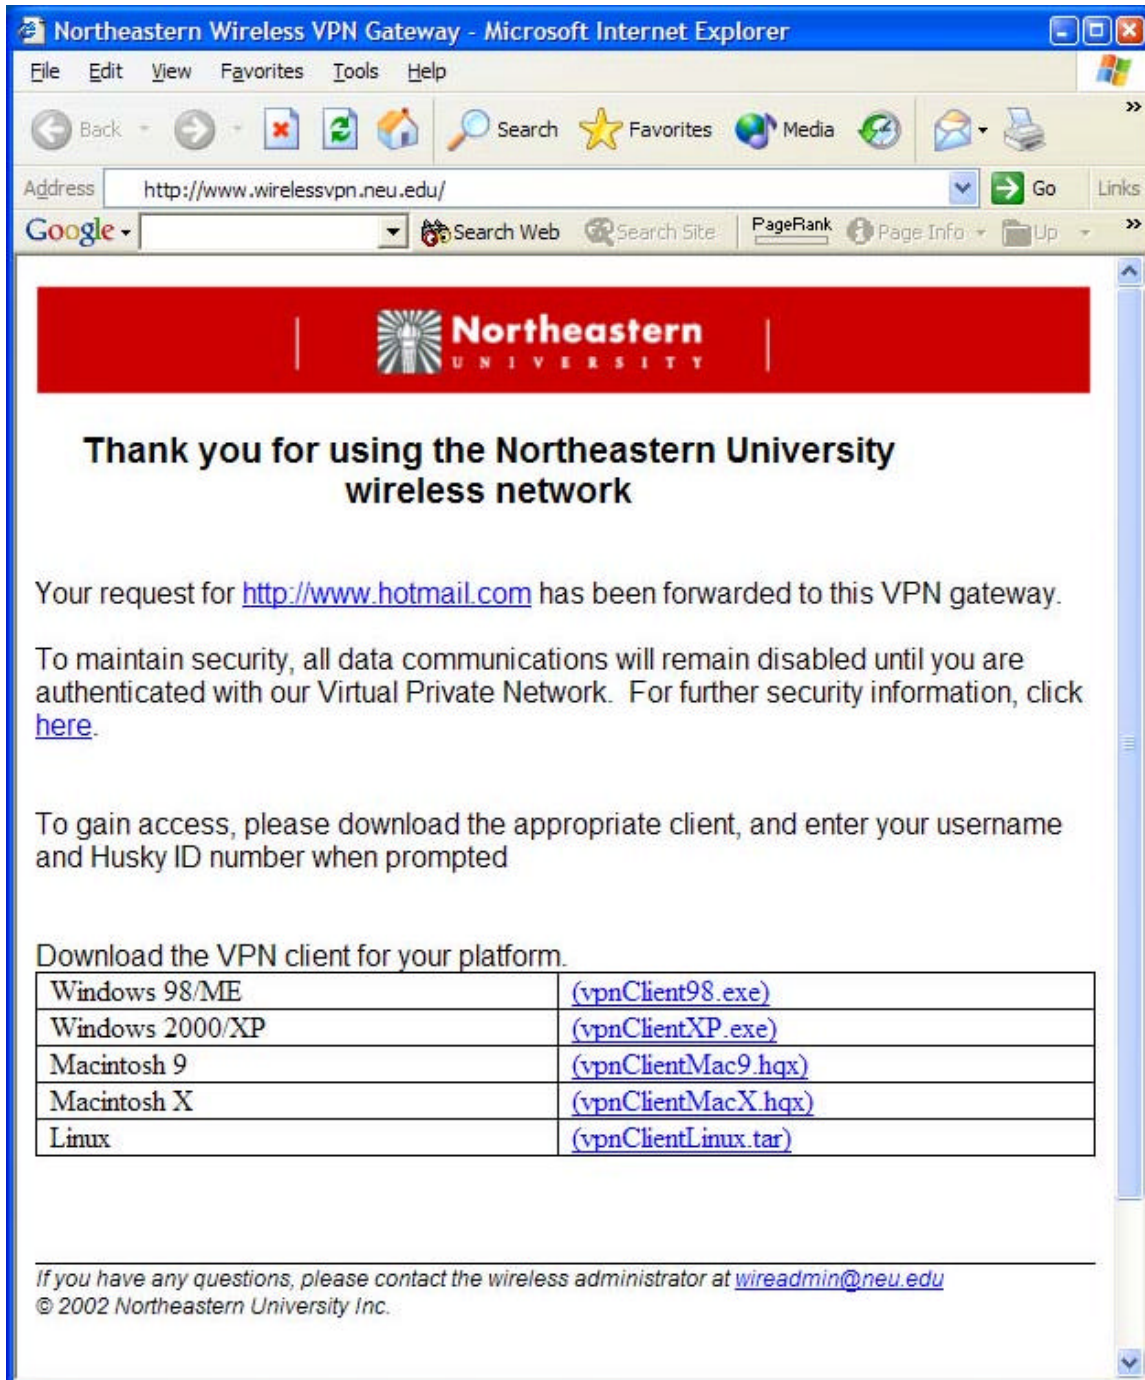 Northeastern Wireless VPN Gateway - Microsoft Internet Explorer
File Edit View Favorites Tools Help
Back Search Favorites Media »
Address http://www.wirelessvpn.neu.edu/ Go Links
Google Search Web Search Site PageRank Page Info Up »
Northeastern
UNIVERSITY
Thank you for using the Northeastern University
wireless network
Your request for http://www.hotmail.com has been forwarded to this VPN gateway.
To maintain security, all data communications will remain disabled until you are
authenticated with our Virtual Private Network. For further security information, click
here.
To gain access, please download the appropriate client, and enter your username
and Husky ID number when prompted
Download the VPN client for your platform.
Windows 98/ME (vpnClient98.exe)
Windows 2000/XP (vpnClientXP.exe)
Macintosh 9 (vpnClientMac9.hqx)
Macintosh X (vpnClientMacX.hqx)
Linux (vpnClientLinux.tar)
If you have any questions, please contact the wireless administrator at wireadmin@neu.edu
© 2002 Northeastern University Inc.